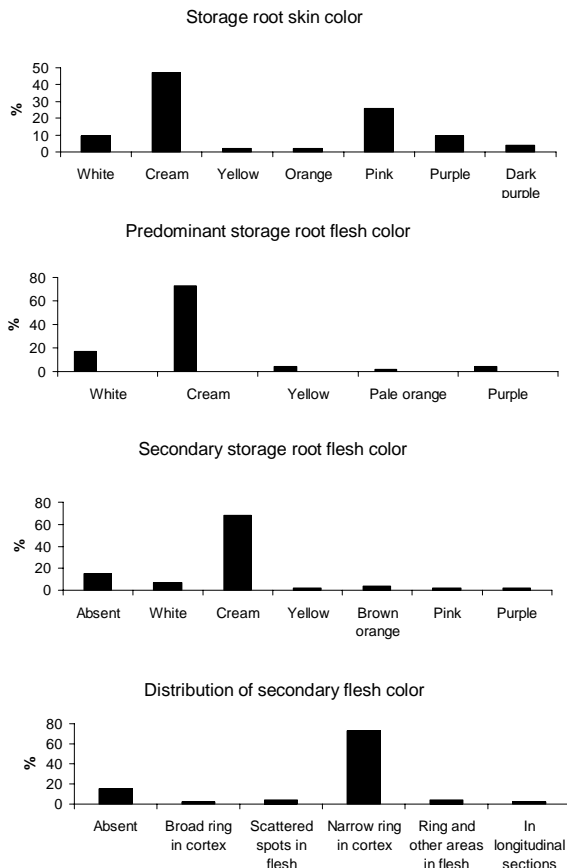 Storage root skin color
50
40
30
20
10
0
%
White Cream Yellow Orange Pink Purple Dark
purple
Predominant storage root flesh color
80
60
40
20
0
%
White Cream Yellow Pale orange Purple
Secondary storage root flesh color
80
60
40
20
0
%
Absent White Cream Yellow Brown Pink Purple
orange
Distribution of secondary flesh color
80
60
40
20
0
%
Absent Broad ring Scattered Narrow ring Ring and In
in cortex spots in in cortex other areas longitudinal
flesh in flesh sections